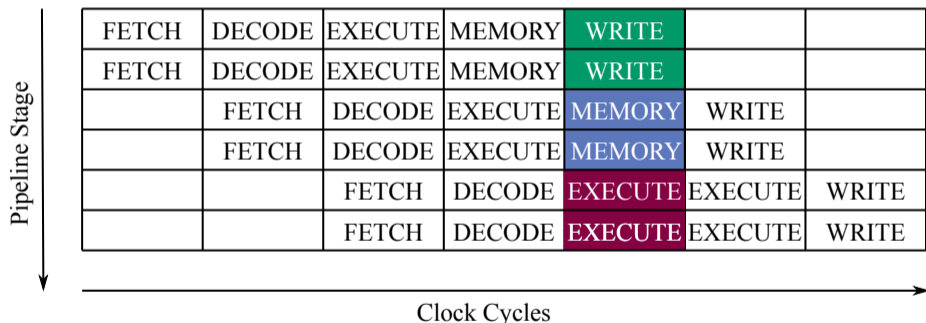 FETCH DECODE EXECUTE MEMORY WRITE
FETCH DECODE EXECUTE MEMORY WRITE
FETCH DECODE EXECUTE MEMORY WRITE
FETCH DECODE EXECUTE MEMORY WRITE
FETCH DECODE EXECUTE EXECUTE WRITE
FETCH DECODE EXECUTE EXECUTE WRITE
Pipeline Stage
Clock Cycles